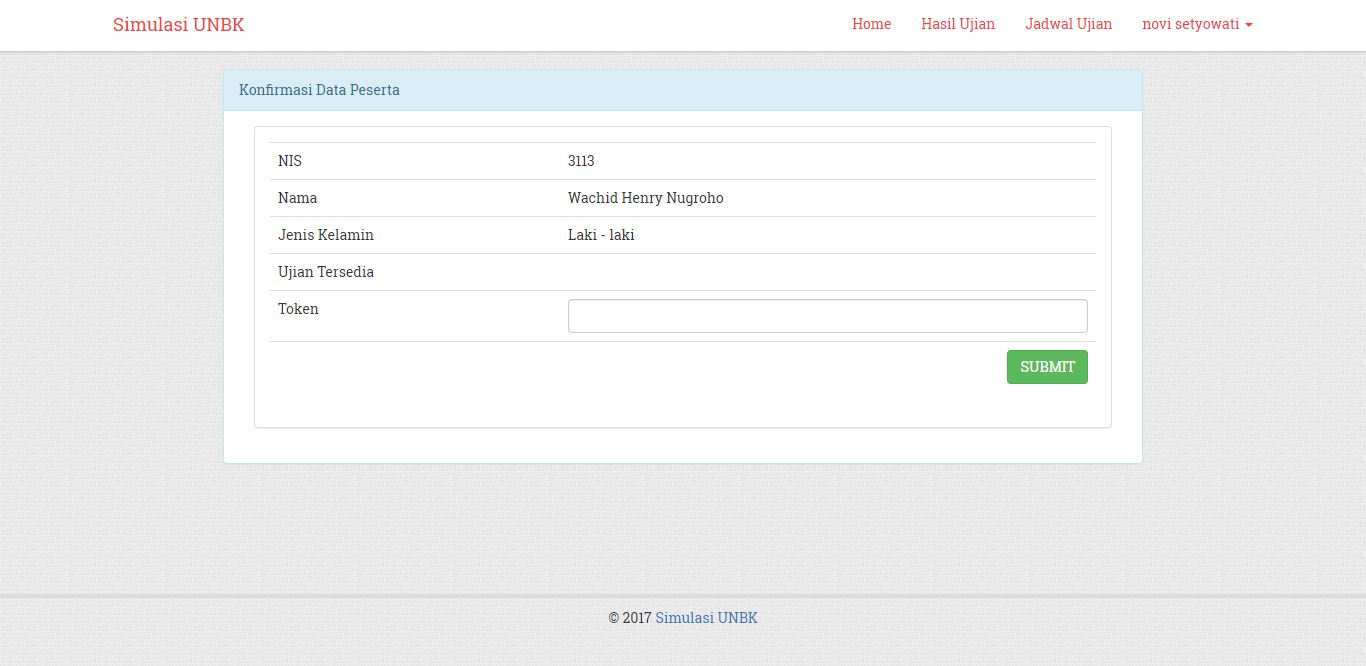 Simulasi UNBK Home Hasil Ujian Jadwal Ujian novi setyowati
Konfirmasi Data Peserta
NIS 3113
Nama Wachid Henry Nugroho
Jenis Kelamin Laki - laki
Ujian Tersedia
Token
SUBMIT
© 2017 Simulasi UNBK